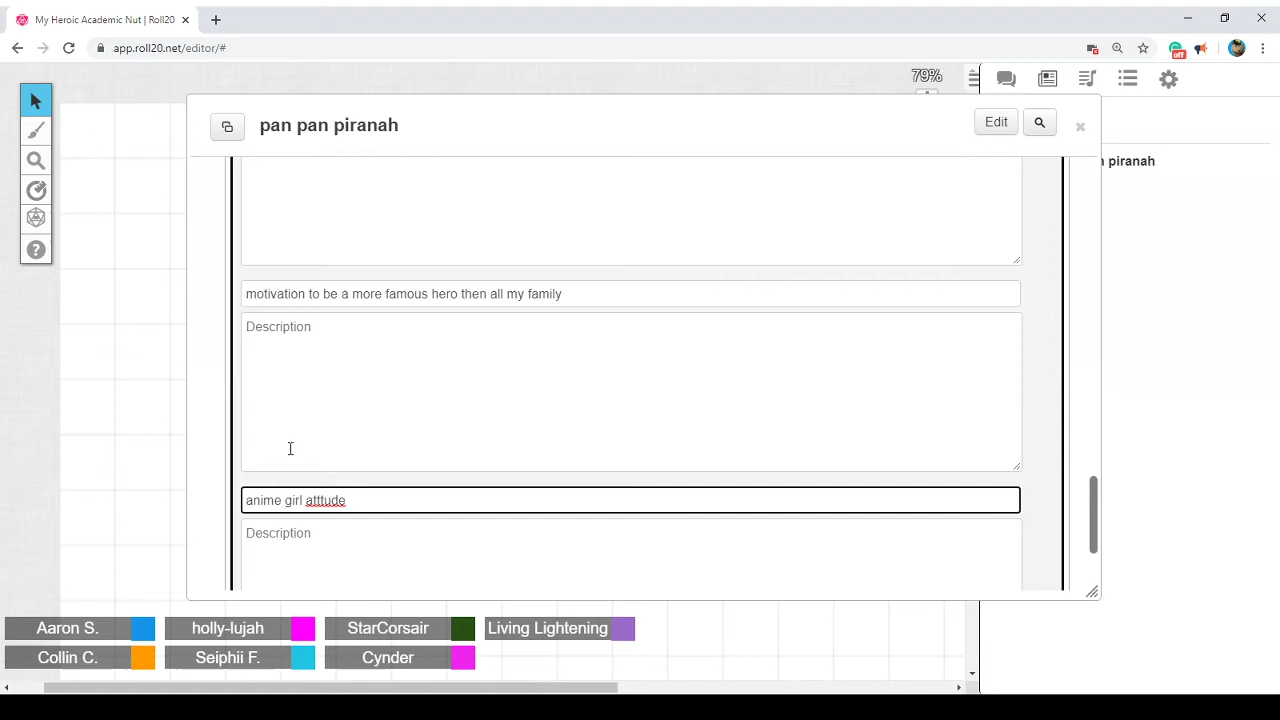 My Heroic Academic Nut | Roll20
app.roll20.net/editor/#
off
79%
pan pan piranah
Edit
piranah
motivation to be a more famous hero then all my family
Description
anime girl atttude
Description
Aaron S.
holly-lujah
StarCorsair
Living Lightening
Collin C.
Seiphii F.
Cynder